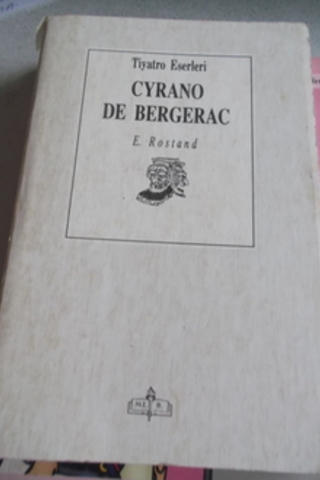 Tiyatro Eserleri
CYRANO
DE BERGERAC
E. Rostand
M.E. B.